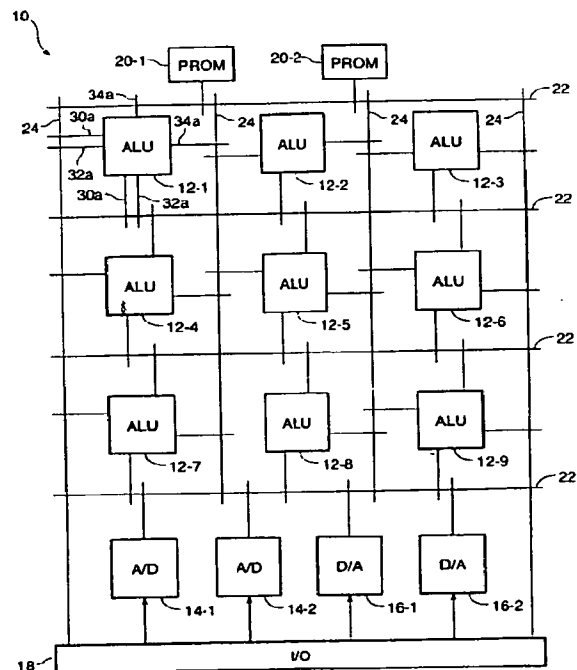 10
20-1
PROM
20-2
PROM
34a
22
24
24
24
24
30a
34a
ALU
ALU
ALU
32a
12-1
12-2
12-3
30a
32a
22
ALU
ALU
ALU
12-4
12-5
12-6
22
ALU
ALU
ALU
12-7
12-8
12-9
22
A/D
A/D
D/A
D/A
14-1
14-2
16-1
16-2
18
I/O